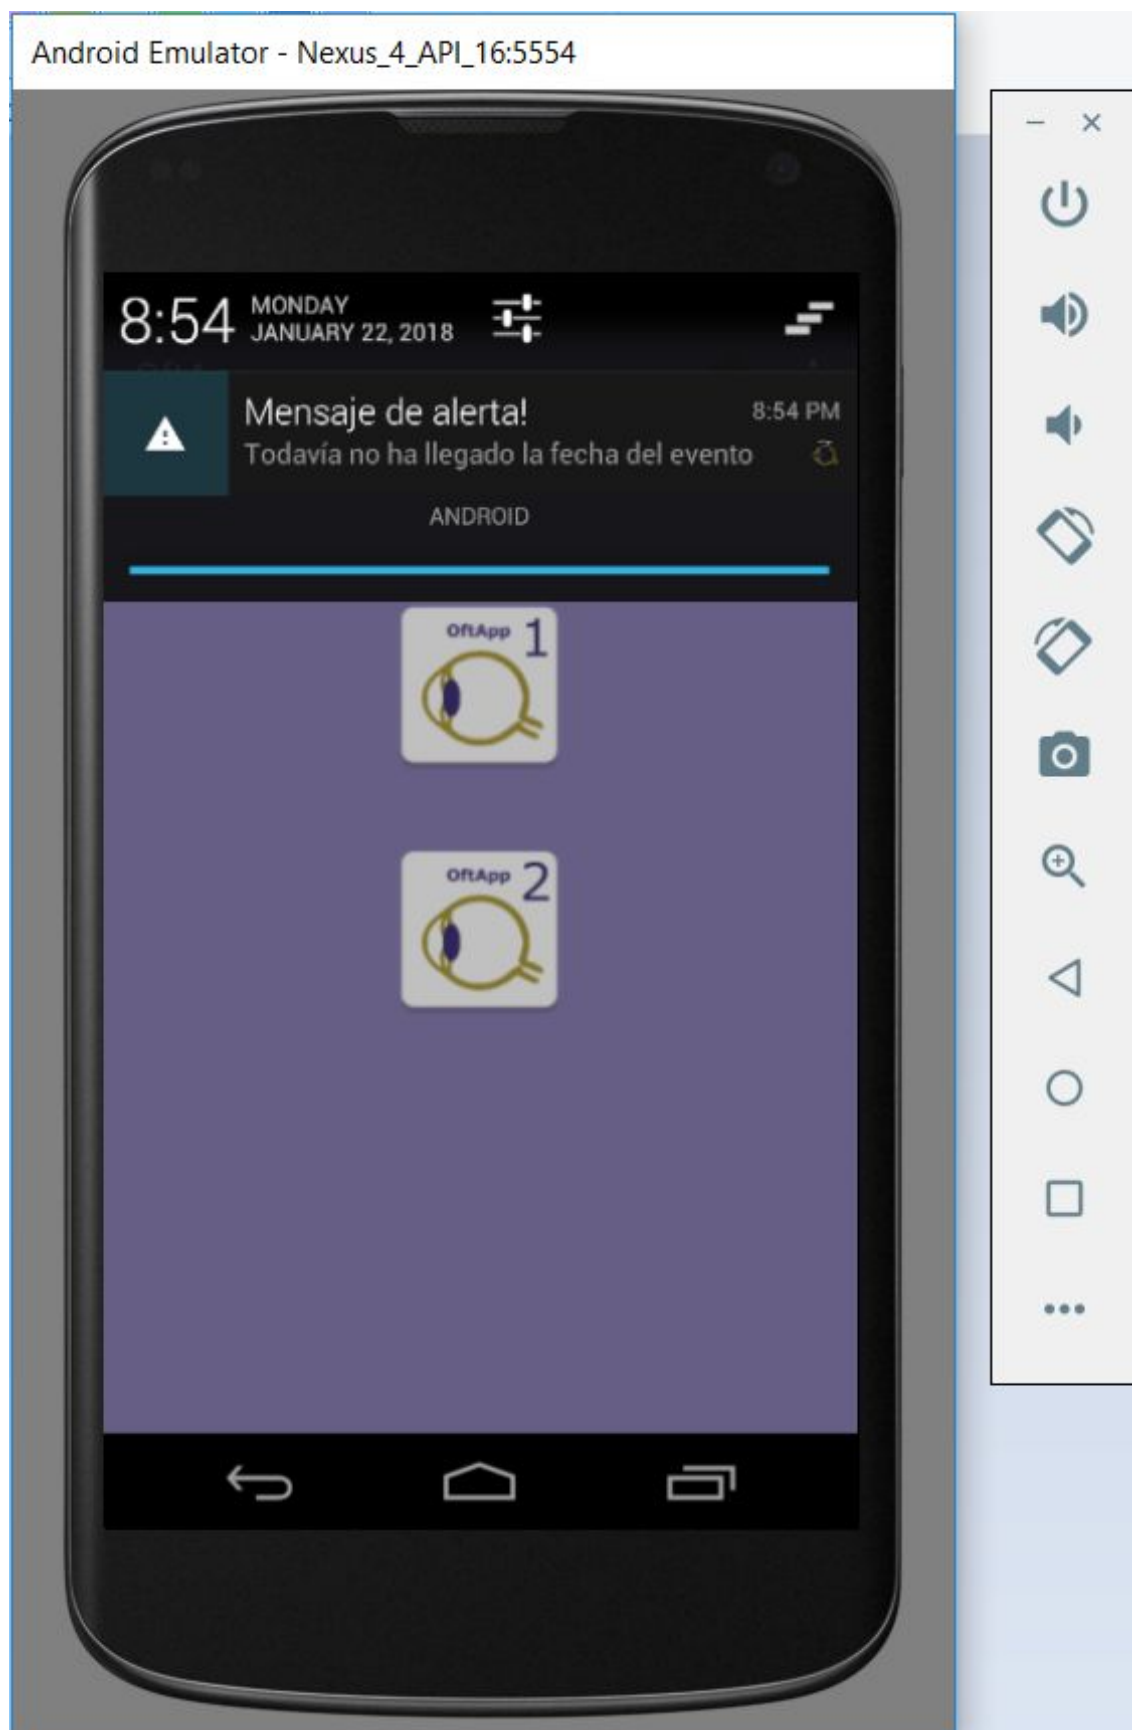 Android Emulator - Nexus_4_API_16:5554
8:54 MONDAY
JANUARY 22, 2018
Mensaje de alerta! 8:54 PM
Todavía no ha llegado la fecha del evento
ANDROID
OftApp 1
OftApp 2